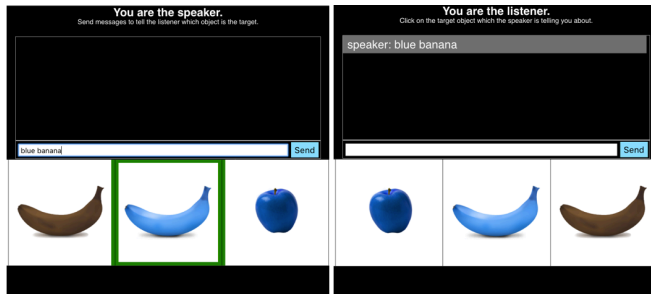 You are the speaker.
Send messages to tell the listener which object is the target.
blue banana
Send
You are the listener.
Click on the target object which the speaker is telling you about.
speaker: blue banana
Send